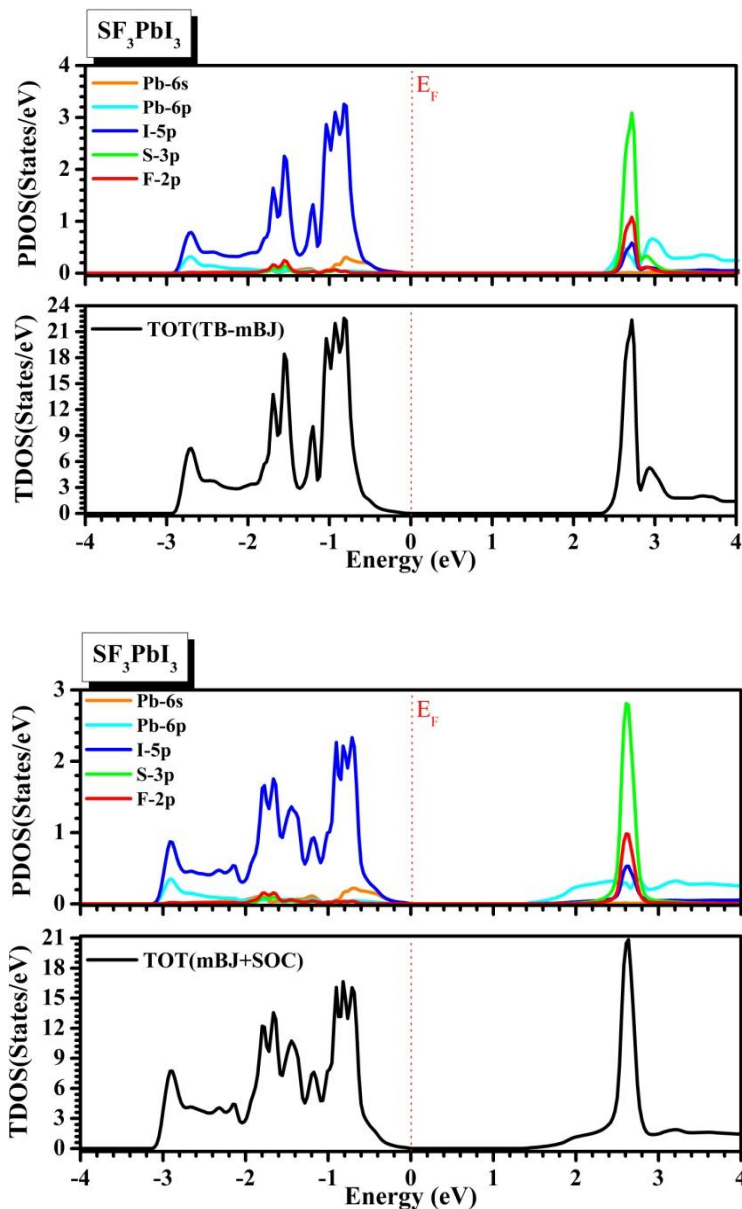 SF₃PbI₃
Pb-6s
Pb-6p
I-5p
S-3p
F-2p
E_F
PDOS(States/eV)
4
3
2
1
0
TOT(TB-mBJ)
TDOS(States/eV)
24
21
18
15
12
9
6
3
0
-4 -3 -2 -1 0 1 2 3 4
Energy (eV)
SF₃PbI₃
Pb-6s
Pb-6p
I-5p
S-3p
F-2p
E_F
PDOS(States/eV)
3
2
1
0
TOT(mBJ+SOC)
TDOS(States/eV)
21
18
15
12
9
6
3
0
-4 -3 -2 -1 0 1 2 3 4
Energy (eV)